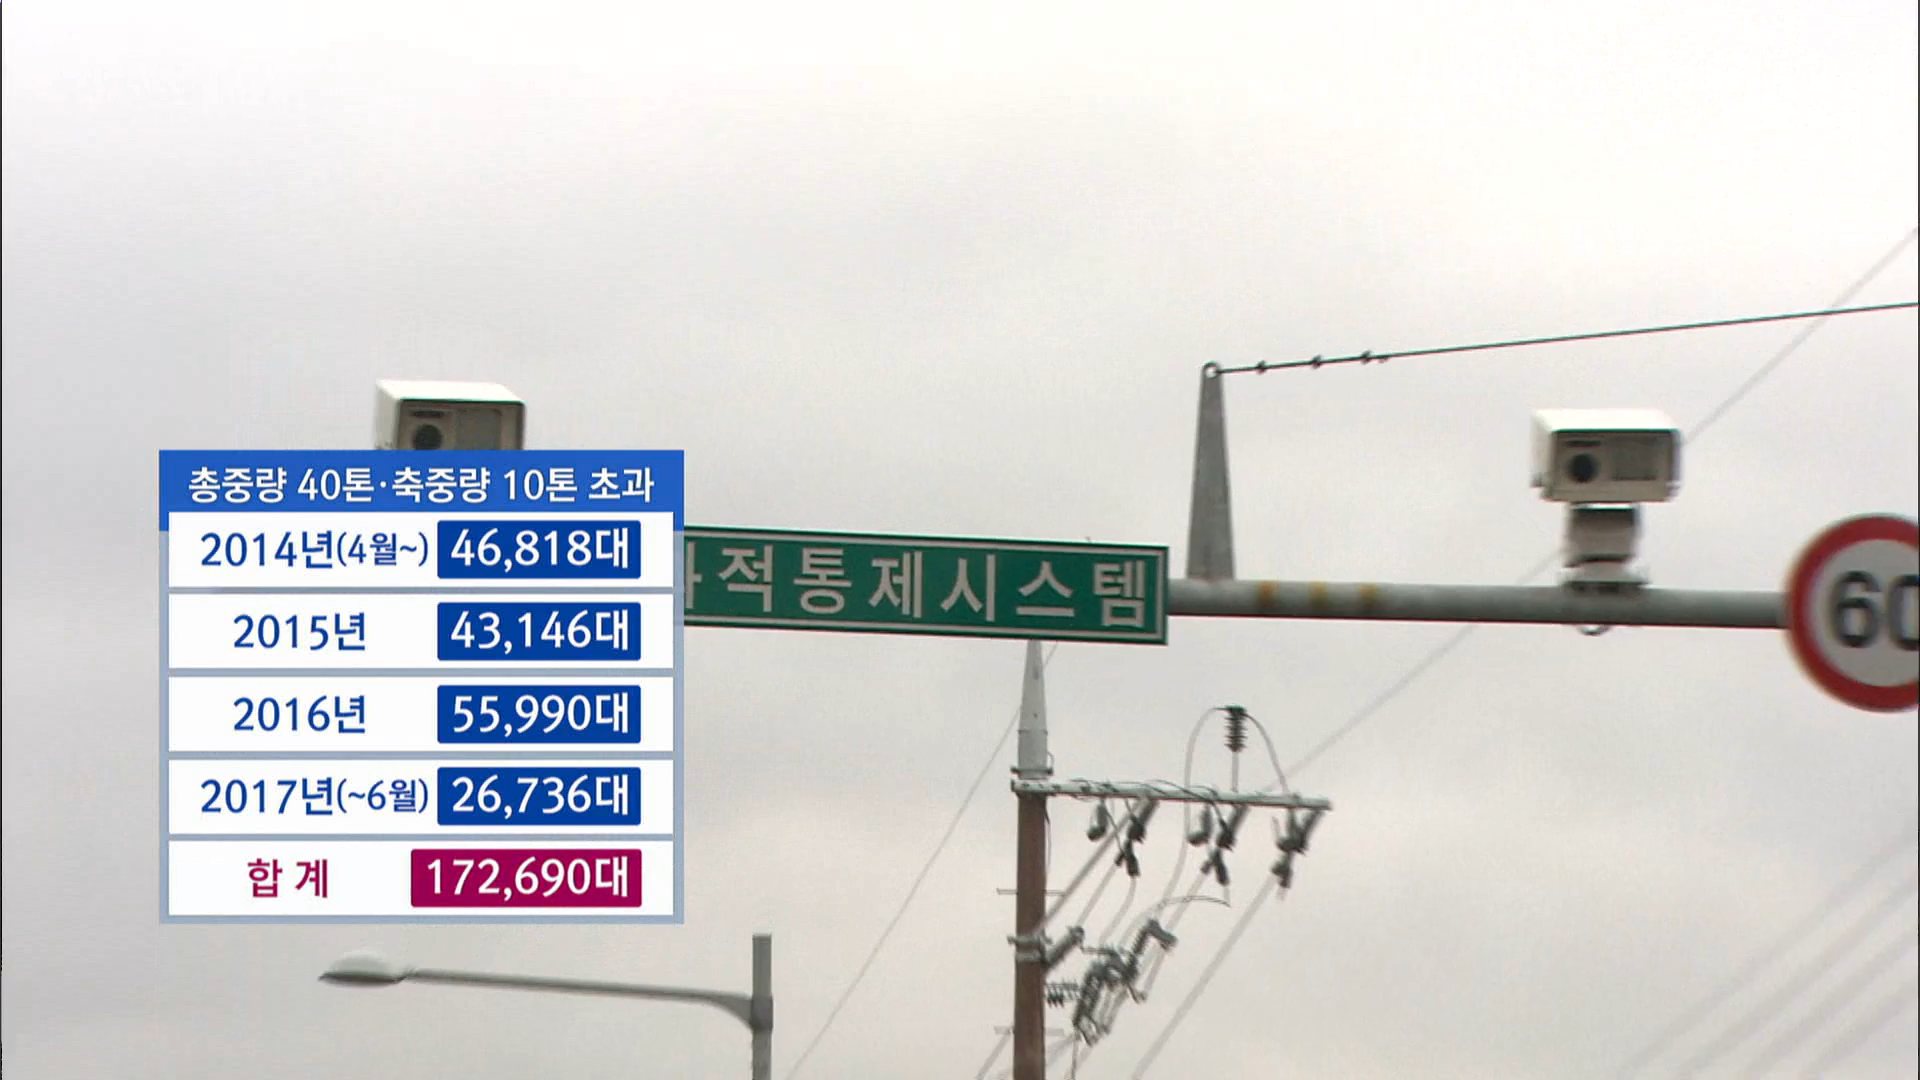 총중량 40톤·축중량 10톤 초과
2014년(4월~) 46,818대
2015년 43,146대
2016년 55,990대
2017년(~6월) 26,736대
합 계 172,690대
적통제시스템
60